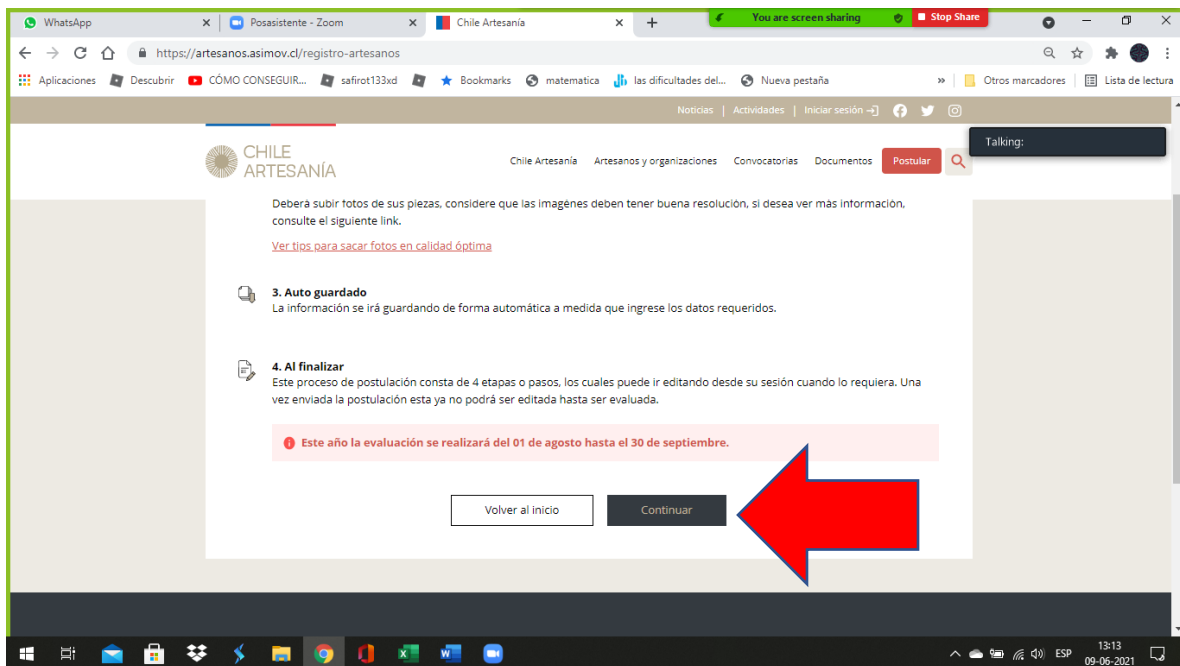 WhatsApp
Posasistente - Zoom
Chile Artesanía
You are screen sharing
Stop Share
https://artesanos.asimov.cl/registro-artesanos
Aplicaciones
Descubrir
CÓMO CONSEGUIR...
safirot133xd
Bookmarks
matematica
las dificultades del...
Nueva pestaña
»
Otros marcadores
Lista de lectura
Noticias | Actividades | Iniciar sesión
Talking:
CHILE
ARTESANÍA
Chile Artesanía
Artesanos y organizaciones
Convocatorias
Documentos
Postular
Deberá subir fotos de sus piezas, considere que las imagénes deben tener buena resolución, si desea ver más información,
consulte el siguiente link.
Ver tips para sacar fotos en calidad óptima
3. Auto guardado
La información se irá guardando de forma automática a medida que ingrese los datos requeridos.
4. Al finalizar
Este proceso de postulación consta de 4 etapas o pasos, los cuales puede ir editando desde su sesión cuando lo requiera. Una
vez enviada la postulación esta ya no podrá ser editada hasta ser evaluada.
Este año la evaluación se realizará del 01 de agosto hasta el 30 de septiembre.
Volver al inicio
Continuar
ESP
13:13
09-06-2021